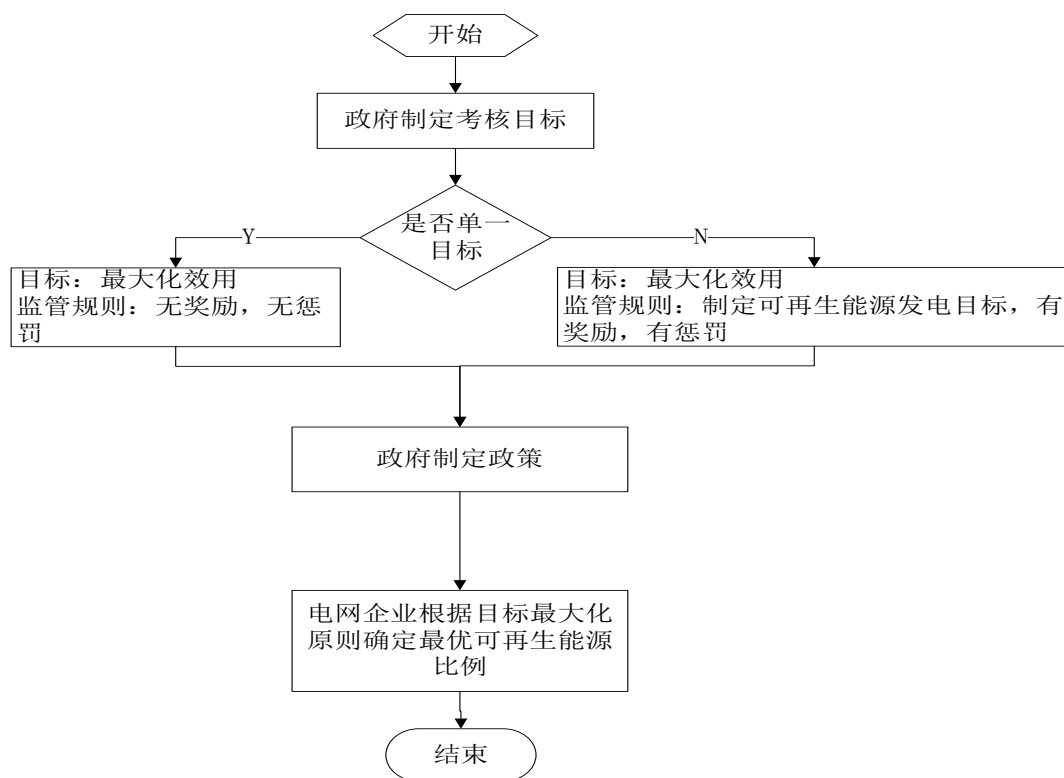 开始
政府制定考核目标
是否单一
目标
Y
N
目标：最大化效用
监管规则：无奖励，无惩
罚
目标：最大化效用
监管规则：制定可再生能源发电目标，有
奖励，有惩罚
政府制定政策
电网企业根据目标最大化
原则确定最优可再生能源
比例
结束